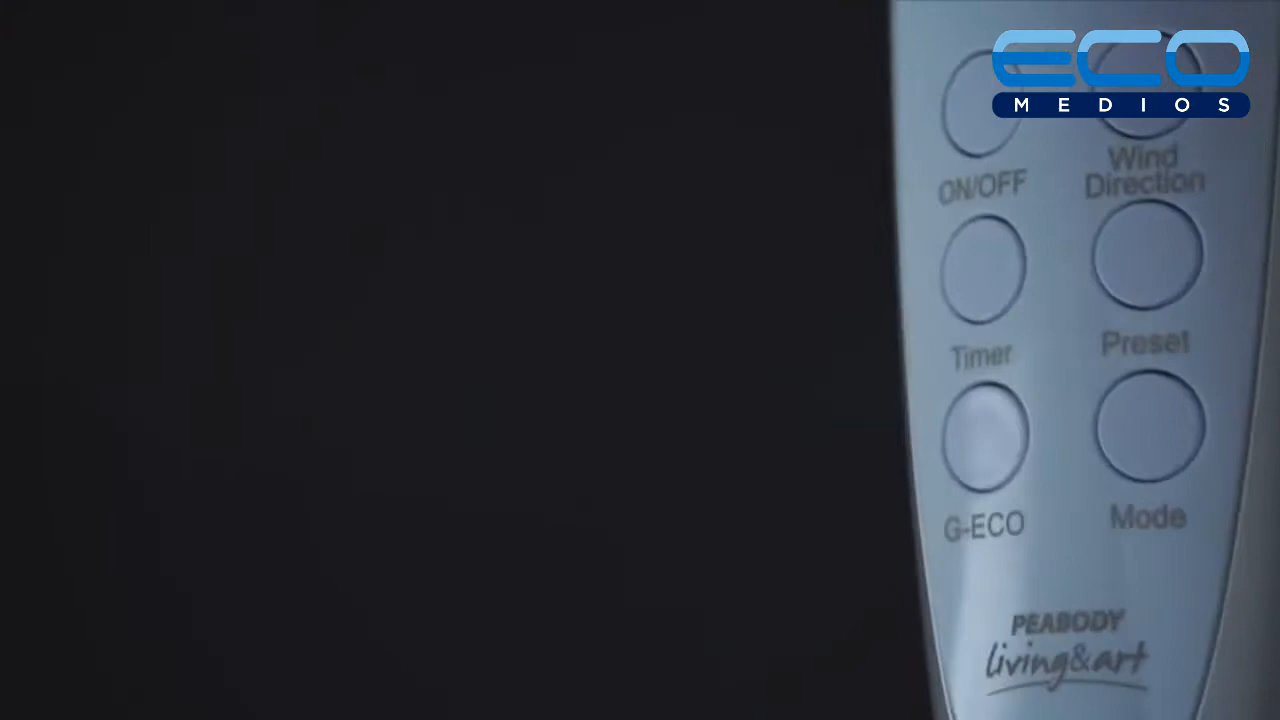 ECO
MEDIOS
ON/OFF
Wind
Direction
Timer
Preset
G-ECO
Mode
PEABODY
living&art